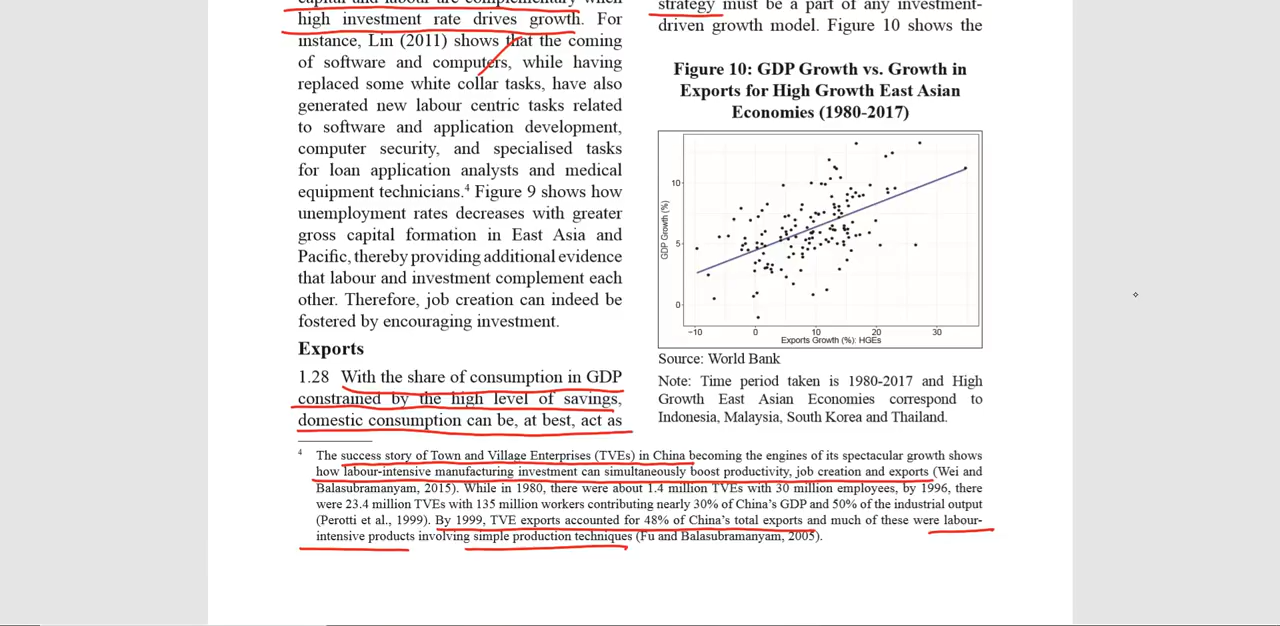 capital and labour are complementary when
high investment rate drives growth. For
instance, Lin (2011) shows that the coming
of software and computers, while having
replaced some white collar tasks, have also
generated new labour centric tasks related
to software and application development,
computer security, and specialised tasks
for loan application analysts and medical
equipment technicians.4 Figure 9 shows how
unemployment rates decreases with greater
gross capital formation in East Asia and
Pacific, thereby providing additional evidence
that labour and investment complement each
other. Therefore, job creation can indeed be
fostered by encouraging investment.
Exports
1.28 With the share of consumption in GDP
constrained by the high level of savings,
domestic consumption can be, at best, act as
strategy must be a part of any investment-
driven growth model. Figure 10 shows the
Figure 10: GDP Growth vs. Growth in
Exports for High Growth East Asian
Economies (1980-2017)
GDP Growth (%)
10
5
0
−10 0 10 20 30
Exports Growth (%): HGEs
Source: World Bank
Note: Time period taken is 1980-2017 and High
Growth East Asian Economies correspond to
Indonesia, Malaysia, South Korea and Thailand.
4 The success story of Town and Village Enterprises (TVEs) in China becoming the engines of its spectacular growth shows
how labour-intensive manufacturing investment can simultaneously boost productivity, job creation and exports (Wei and
Balasubramanyam, 2015). While in 1980, there were about 1.4 million TVEs with 30 million employees, by 1996, there
were 23.4 million TVEs with 135 million workers contributing nearly 30% of China's GDP and 50% of the industrial output
(Perotti et al., 1999). By 1999, TVE exports accounted for 48% of China's total exports and much of these were labour-
intensive products involving simple production techniques (Fu and Balasubramanyam, 2005).